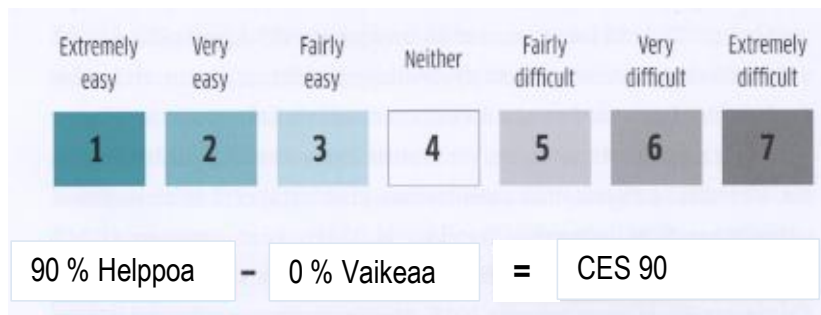 Extremely easy
Very easy
Fairly easy
Neither
Fairly difficult
Very difficult
Extremely difficult
1 2 3 4 5 6 7
90 % Helppoa – 0 % Vaikeaa = CES 90